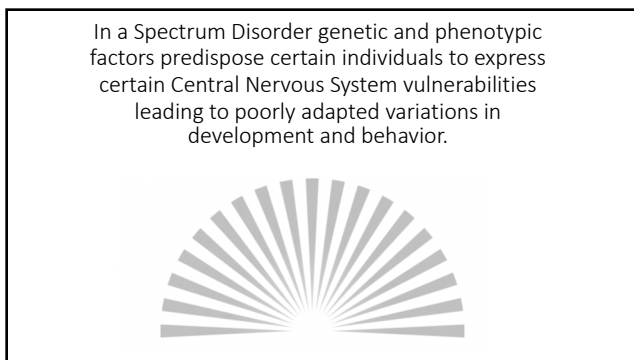 In a Spectrum Disorder genetic and phenotypic
factors predispose certain individuals to express
certain Central Nervous System vulnerabilities
leading to poorly adapted variations in
development and behavior.